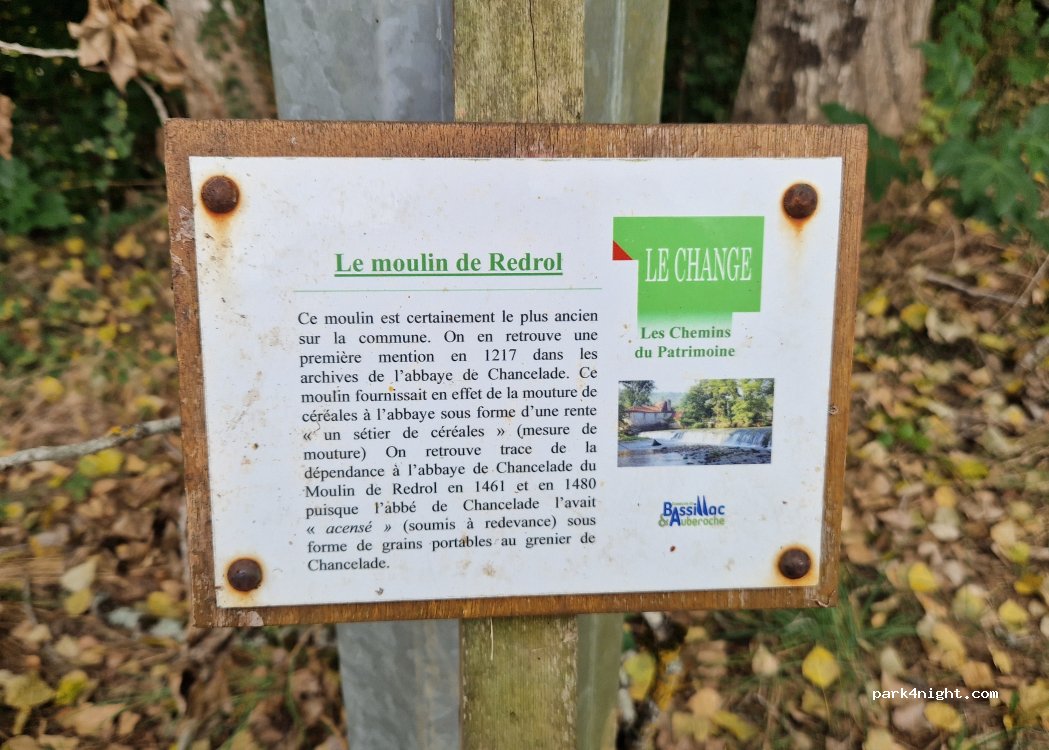 Le moulin de Redrol
Ce moulin est certainement le plus ancien
sur la commune. On en retrouve une
première mention en 1217 dans les
archives de l'abbaye de Chancelade. Ce
moulin fournissait en effet de la mouture de
céréales à l'abbaye sous forme d'une rente
« un sétier de céréales » (mesure de
mouture) On retrouve trace de la
dépendance à l'abbaye de Chancelade du
Moulin de Redrol en 1461 et en 1480
puisque l'abbé de Chancelade l'avait
« acensé » (soumis à redevance) sous
forme de grains portables au grenier de
Chancelade.
LE CHANGE
Les Chemins
du Patrimoine
Bassillac
& Auberoche
park4night.com